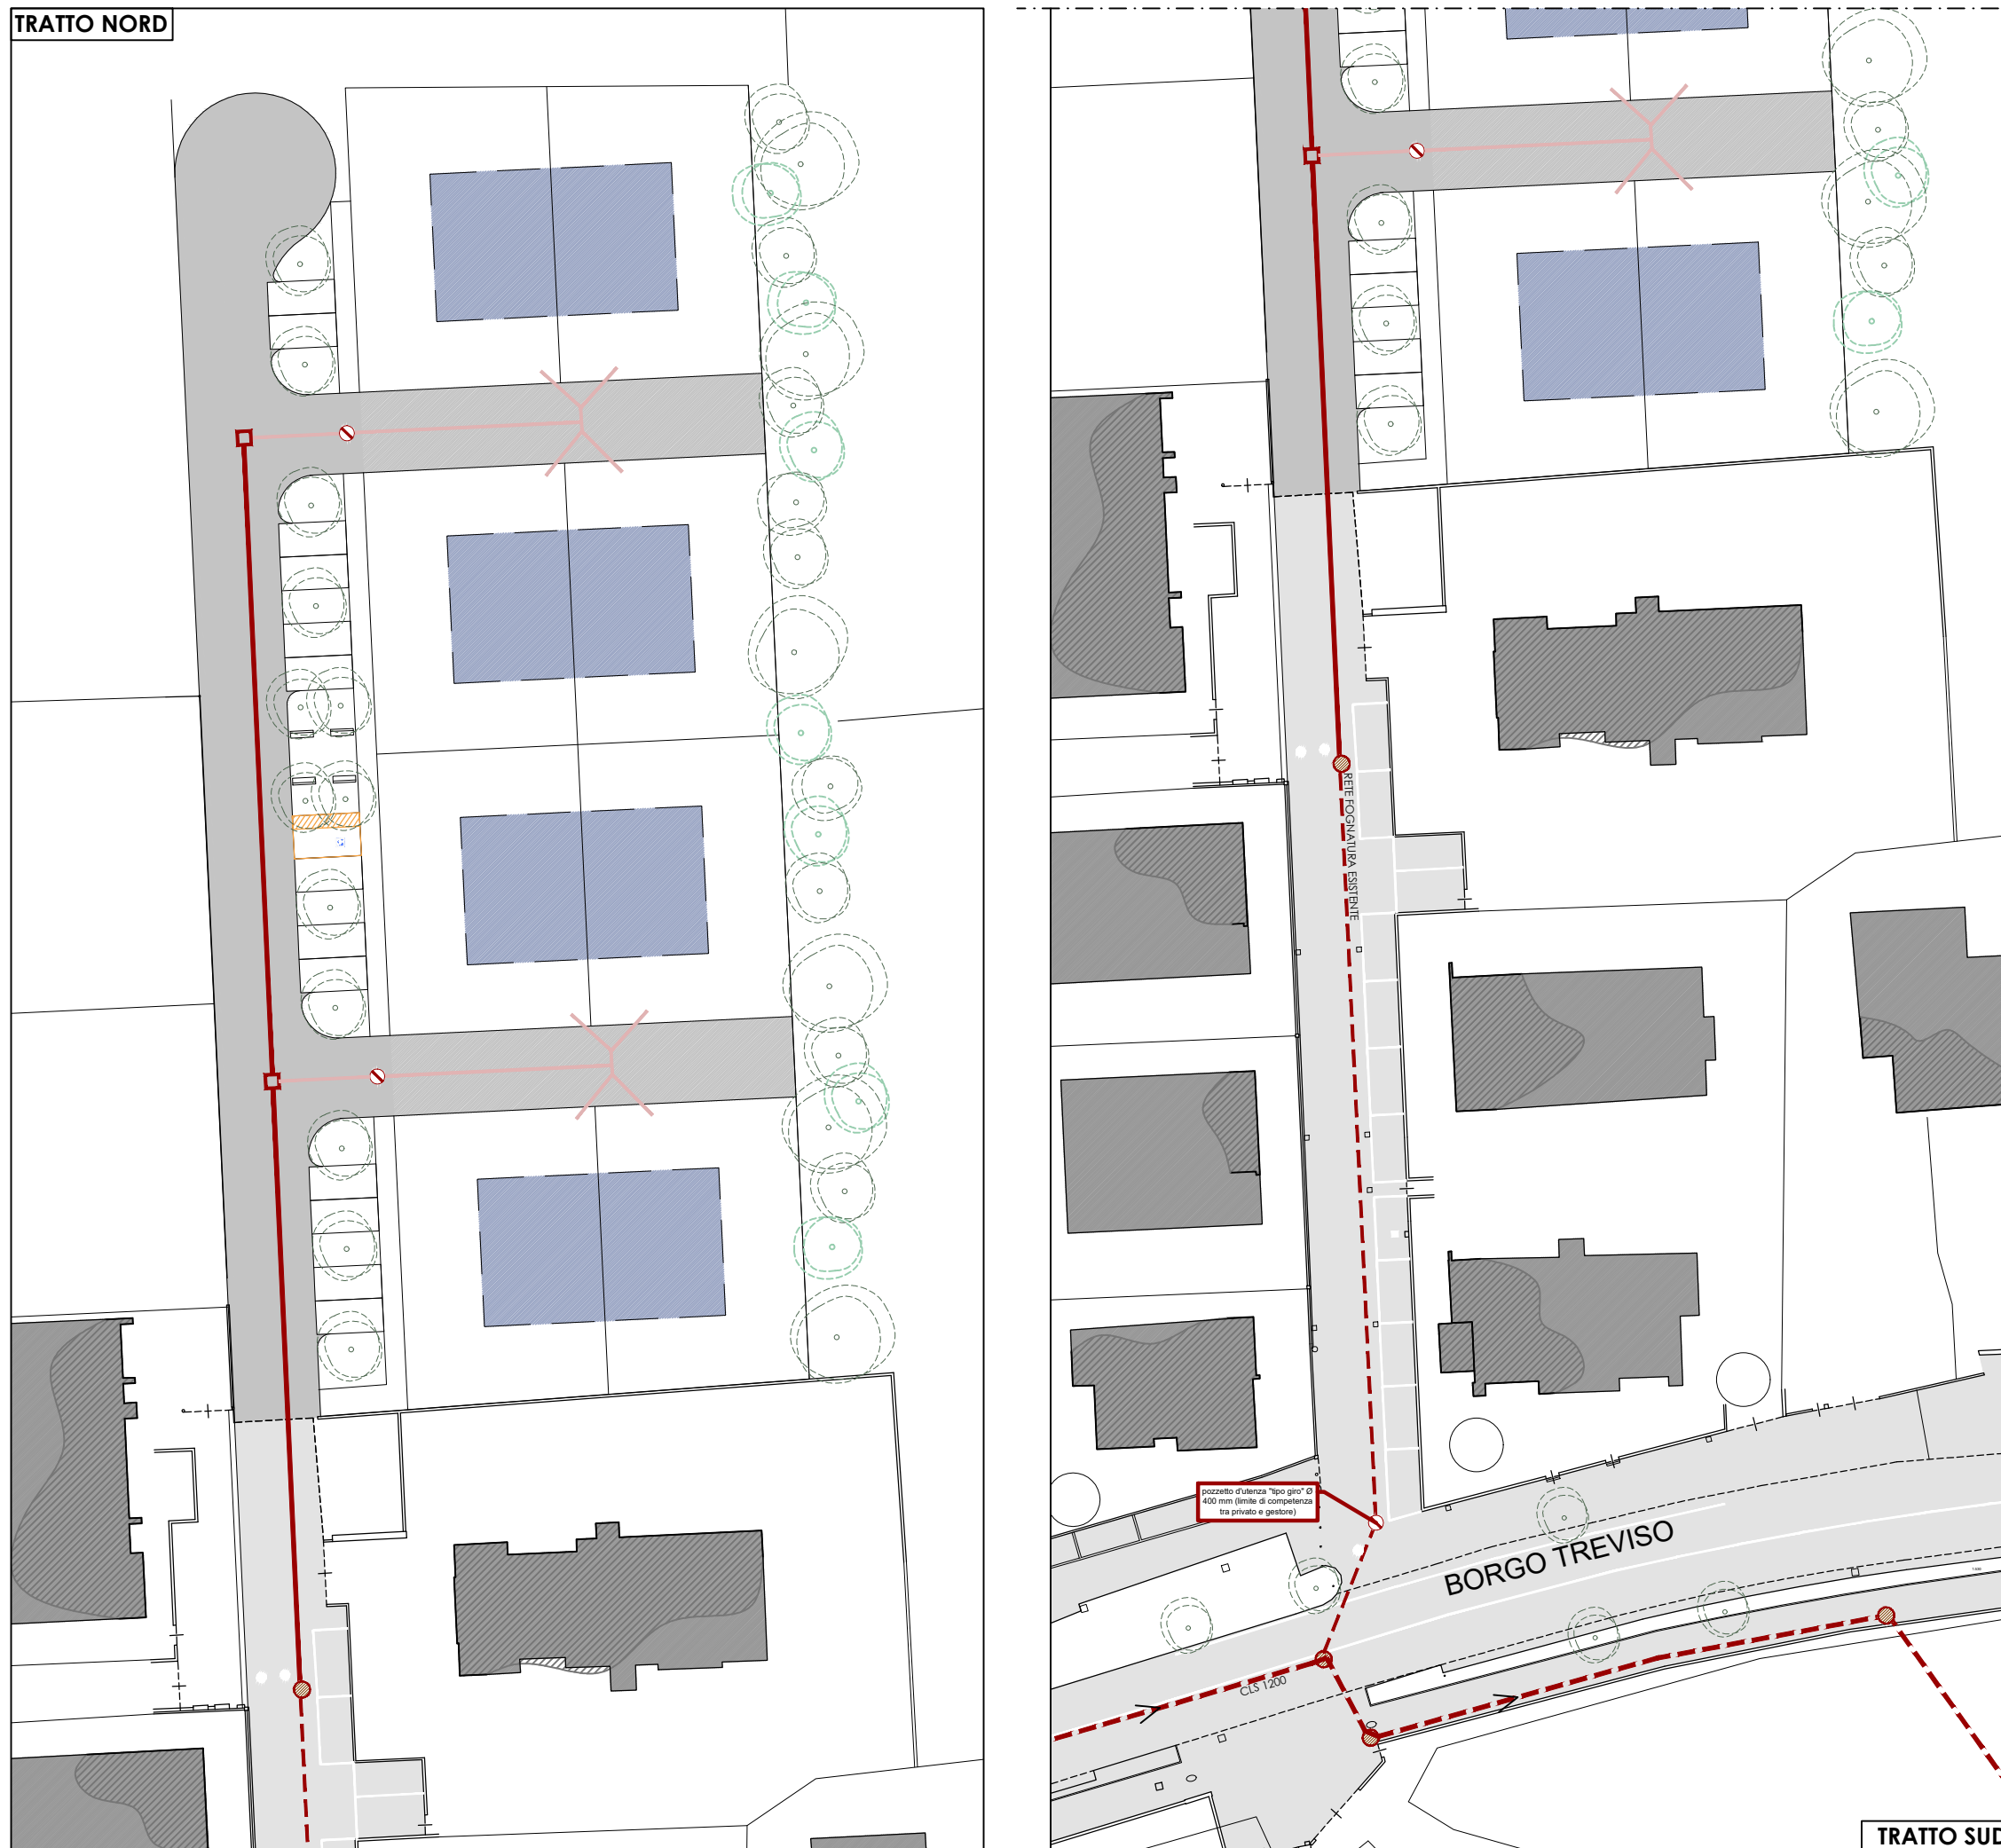 TRATTO NORD
RETE FOGNATURA ESISTENTE
pozzetto d'utenza "tipo giro" Ø
400 mm (limite di competenza
tra privato e gestore)
BORGO TREVISO
CLS 1200
TRATTO SUD